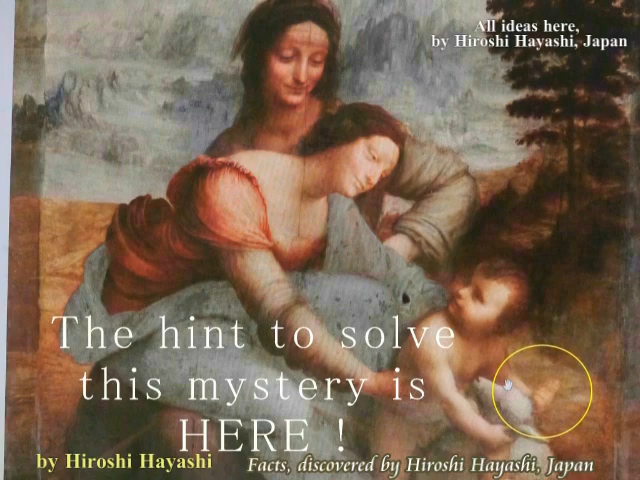 All ideas here,
by Hiroshi Hayashi, Japan
The hint to solve
this mystery is
HERE !
by Hiroshi Hayashi
Facts, discovered by Hiroshi Hayashi, Japan